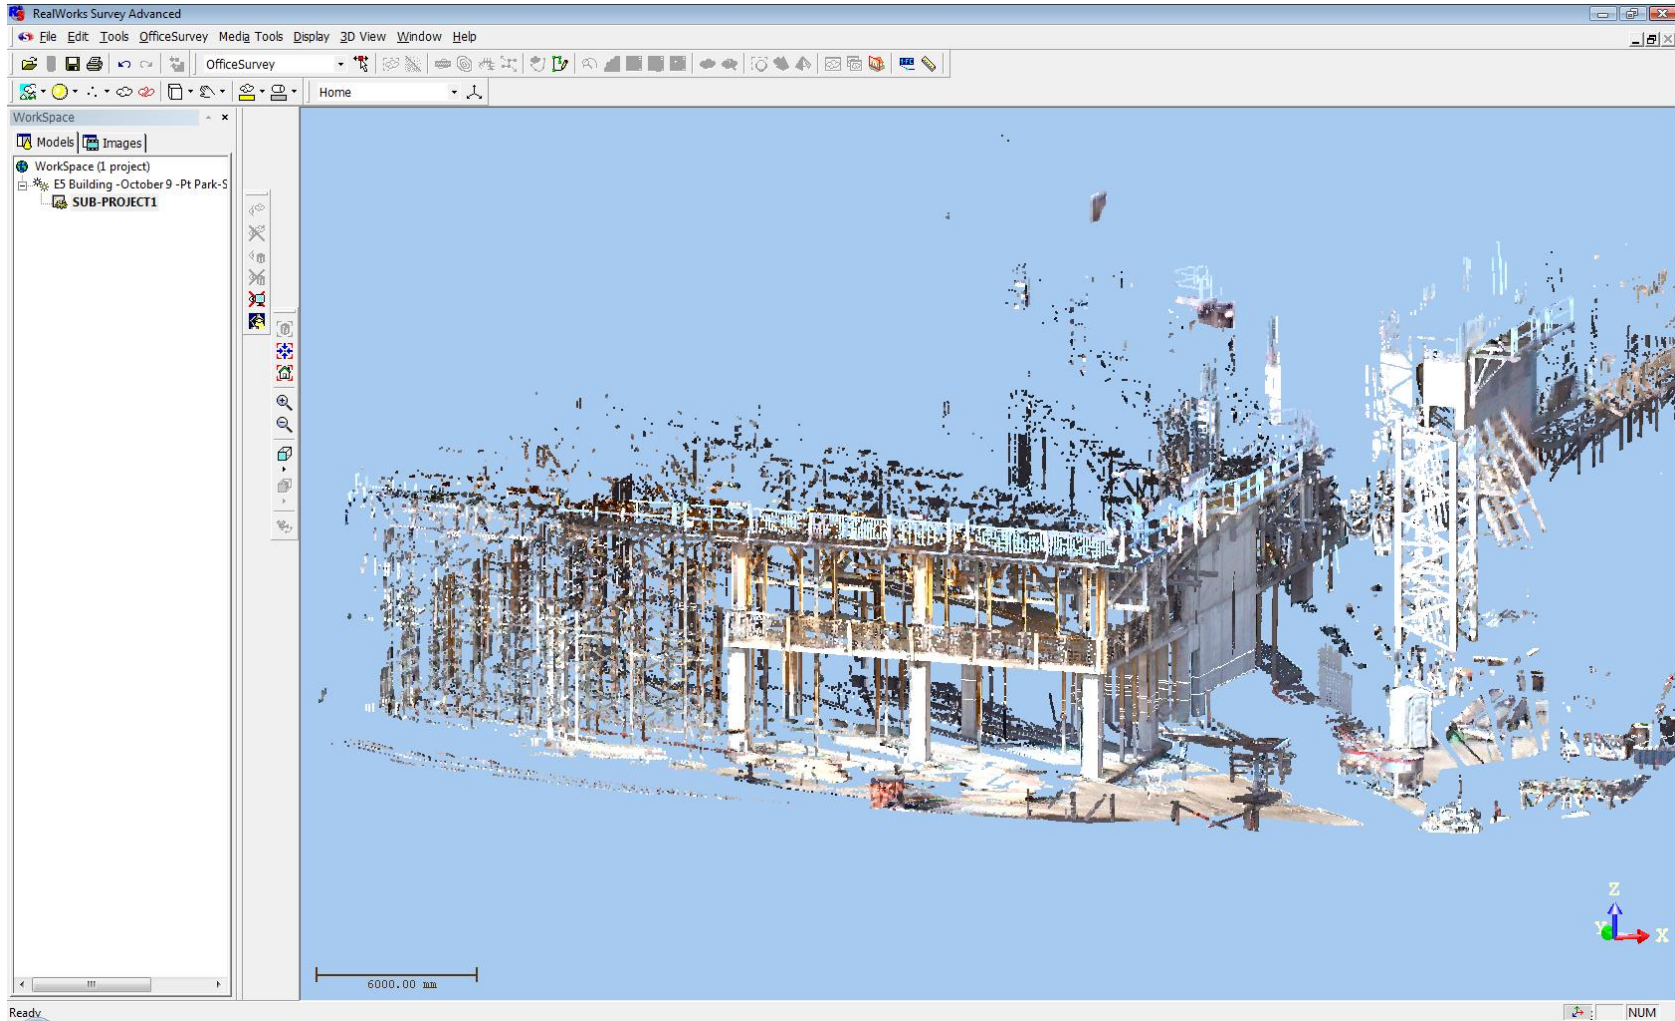 RealWorks Survey Advanced
File Edit Tools OfficeSurvey Media Tools Display 3D View Window Help
OfficeSurvey
Home
WorkSpace
Models Images
WorkSpace (1 project)
E5 Building -October 9 -Pt Park-S
SUB-PROJECT1
Z
Y X
6000.00 mm
Ready
NUM